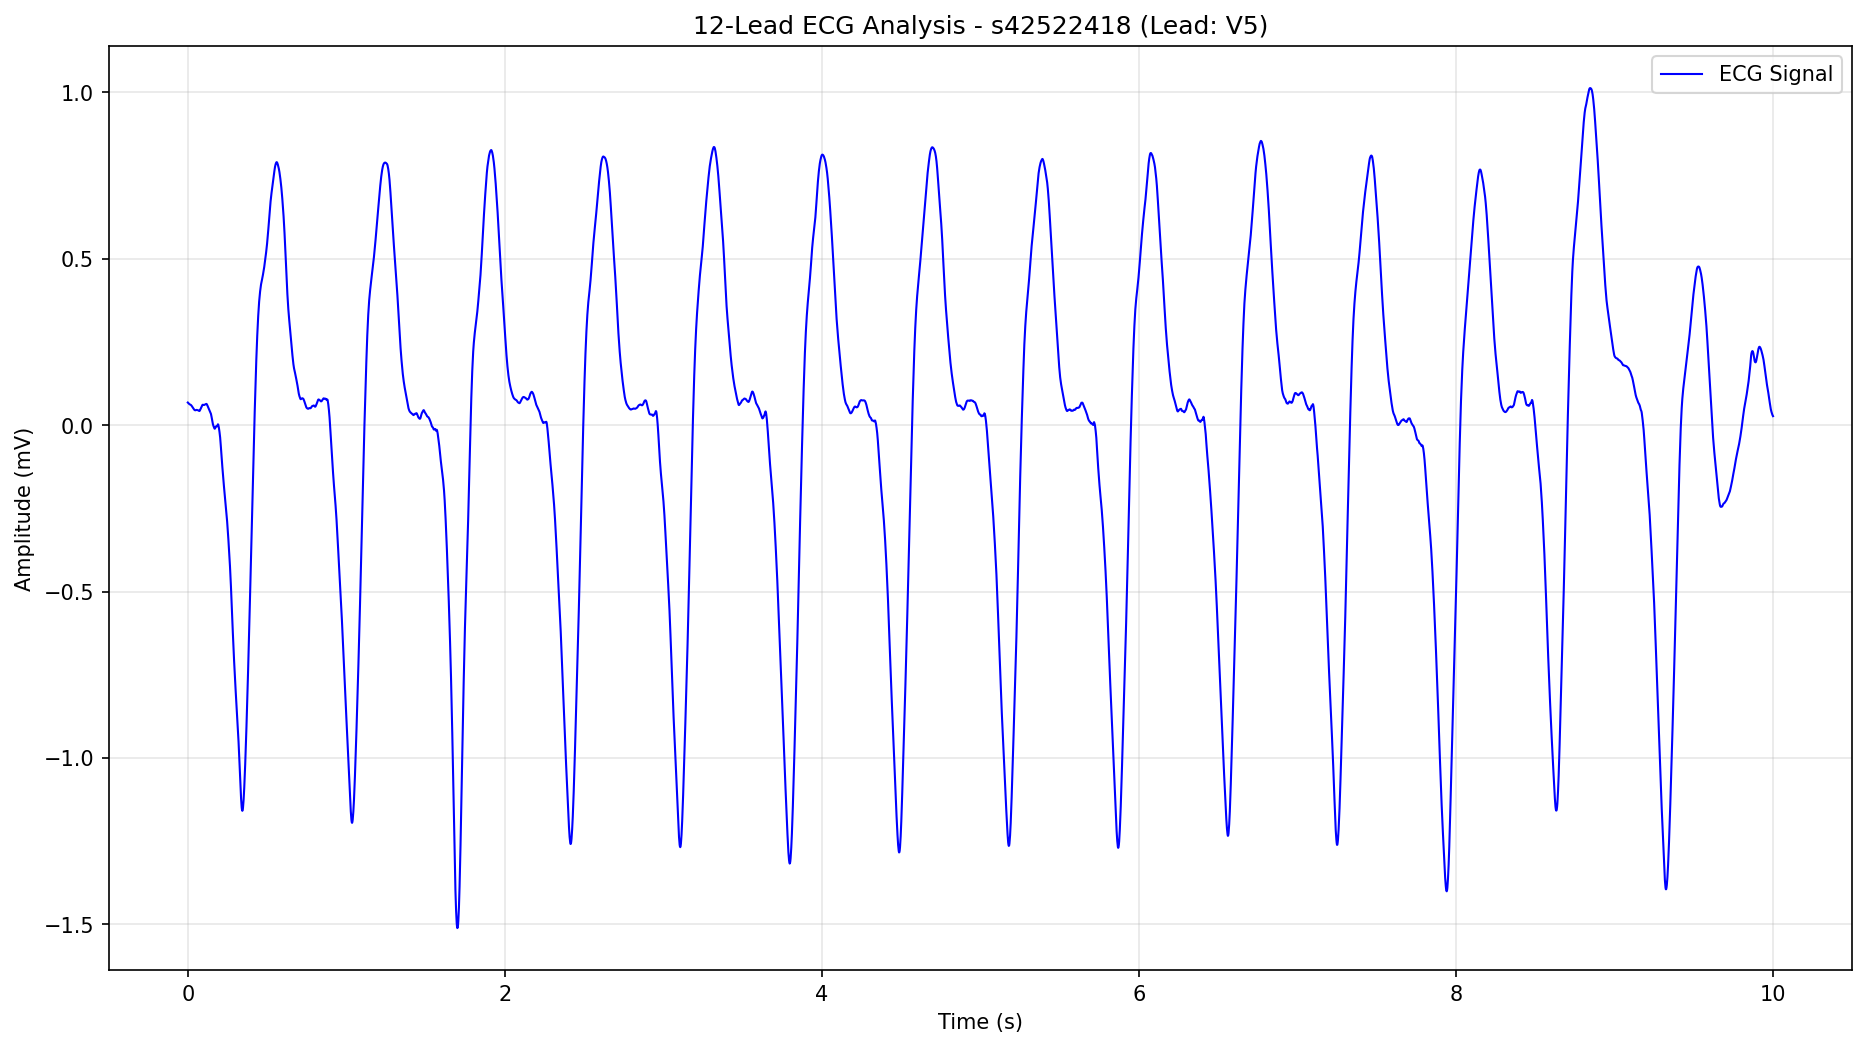 12-Lead ECG Analysis - s42522418 (Lead: V5)
ECG Signal
1.0
0.5
0.0
−0.5
−1.0
−1.5
Amplitude (mV)
0 2 4 6 8 10
Time (s)